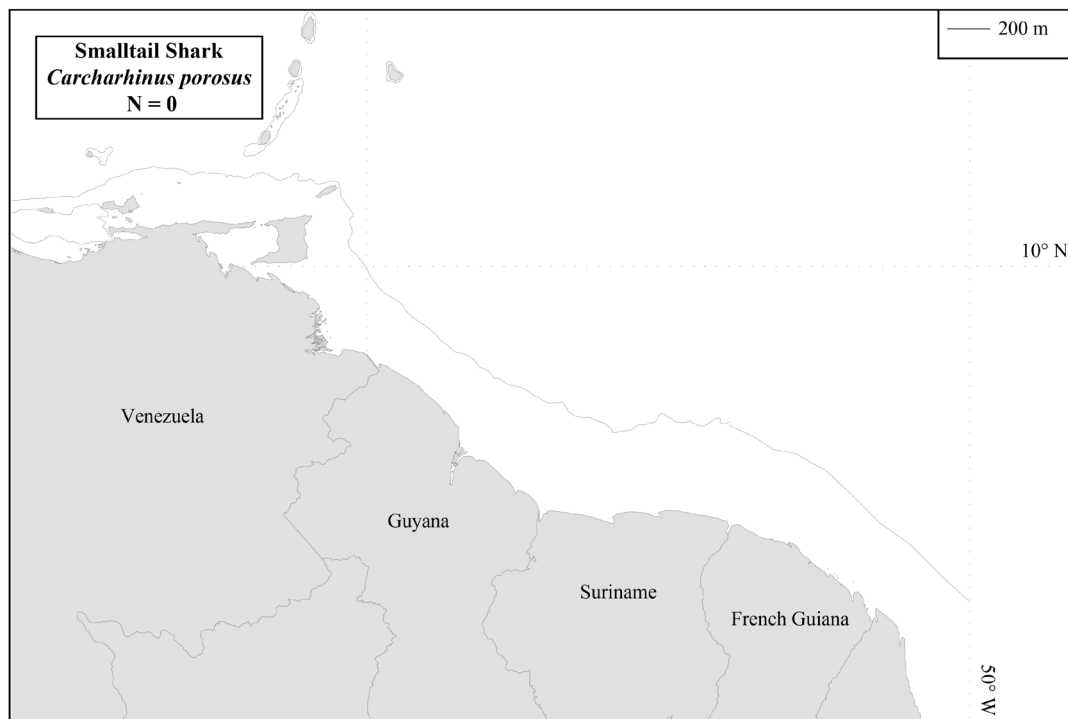 Smalltail Shark
Carcharhinus porosus
N = 0
200 m
10° N
Venezuela
Guyana
Suriname
French Guiana
50° W